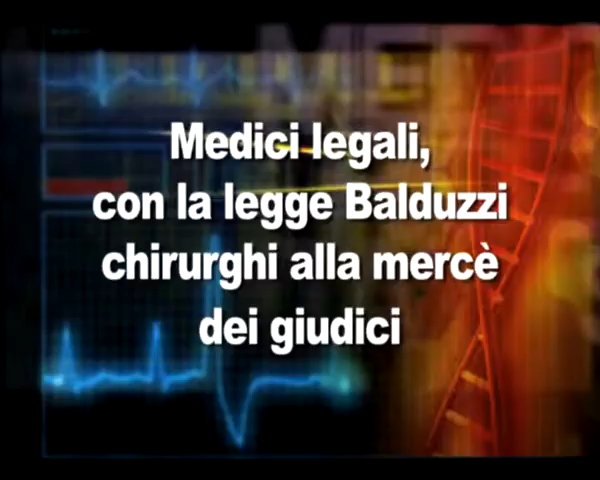 Medici legali,
con la legge Balduzzi
chirurghi alla mercè
dei giudici